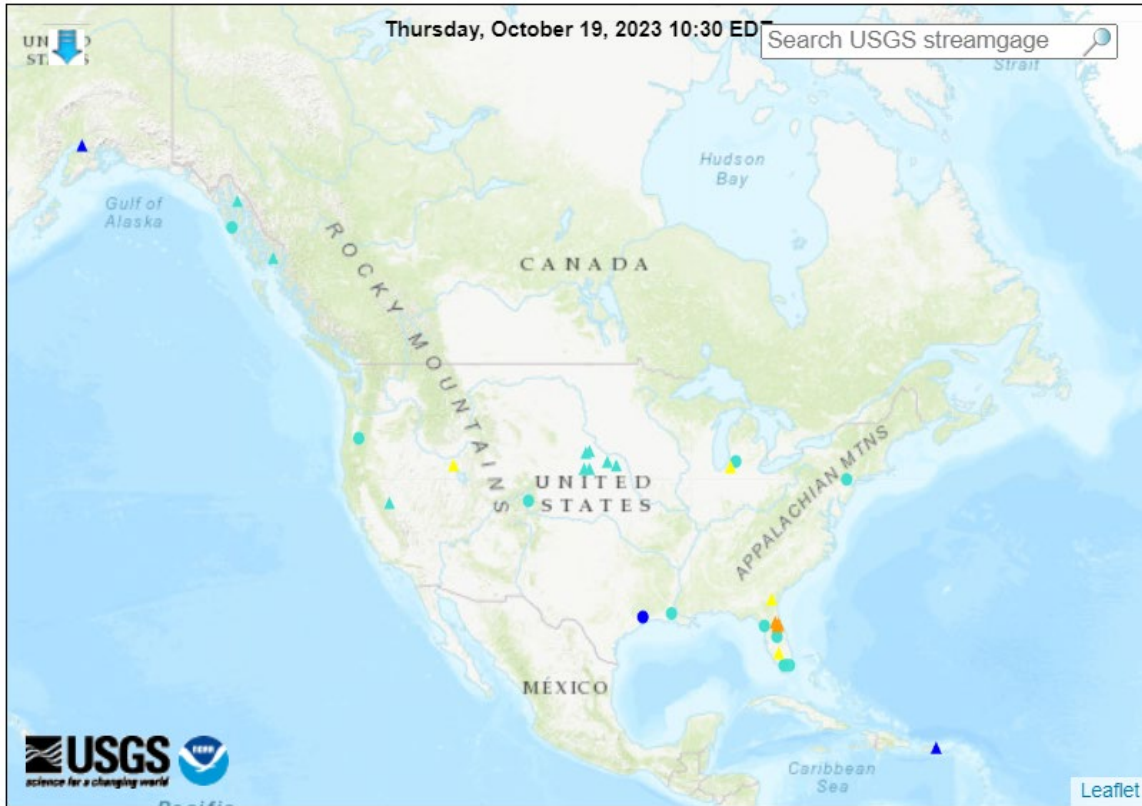 Thursday, October 19, 2023 10:30 EDT
Search USGS streamgage
Strait
Hudson
Bay
Gulf of
Alaska
ROCKY MOUNTAINS
CANADA
APPALACHIAN MTNS
UNITED
STATES
MÉXICO
USGS
science for a changing world
Caribbean
Sea
Pacific
Leaflet